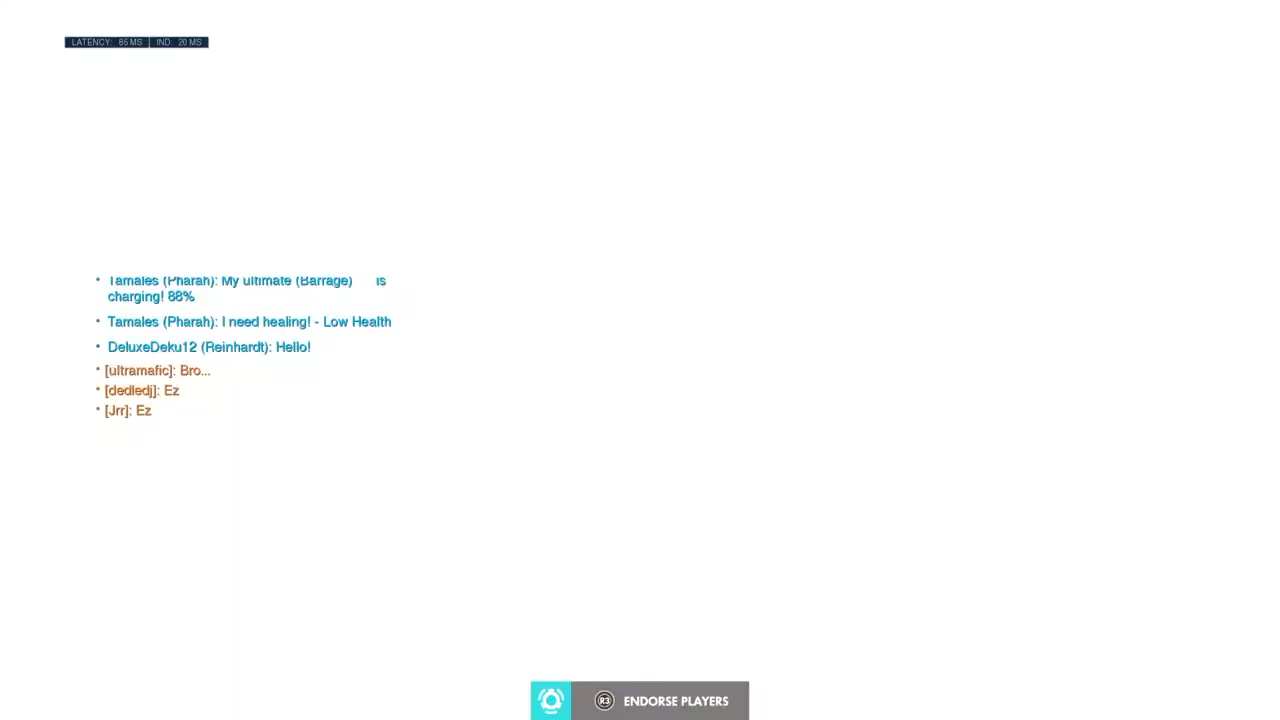 LATENCY: 85 MS | IND: 20 MS
• Tamales (Pharah): My ultimate (Barrage) is
charging! 88%
• Tamales (Pharah): I need healing! - Low Health
• DeluxeDeku12 (Reinhardt): Hello!
• [ultramafic]: Bro...
• [dedledj]: Ez
• [Jrr]: Ez
R3 ENDORSE PLAYERS